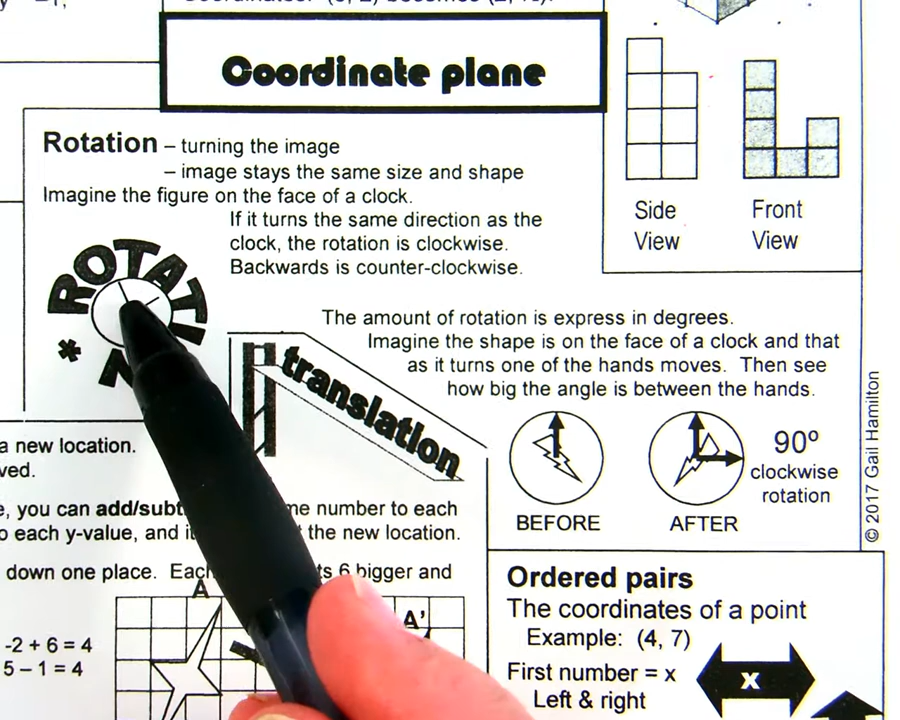 Coordinate plane
Rotation – turning the image
– image stays the same size and shape
Imagine the figure on the face of a clock.
If it turns the same direction as the
clock, the rotation is clockwise.
Backwards is counter-clockwise.
Side
View
Front
View
The amount of rotation is express in degrees.
Imagine the shape is on the face of a clock and that
as it turns one of the hands moves. Then see
how big the angle is between the hands.
translation
BEFORE
AFTER
90º
clockwise
rotation
© 2017 Gail Hamilton
a new location.
you can add/subt
number to each
o each y-value, and
the new location.
down one place.
6 bigger and
A
A'
-2 + 6 = 4
5 – 1 = 4
Ordered pairs
The coordinates of a point
Example: (4, 7)
First number = x
Left & right
x